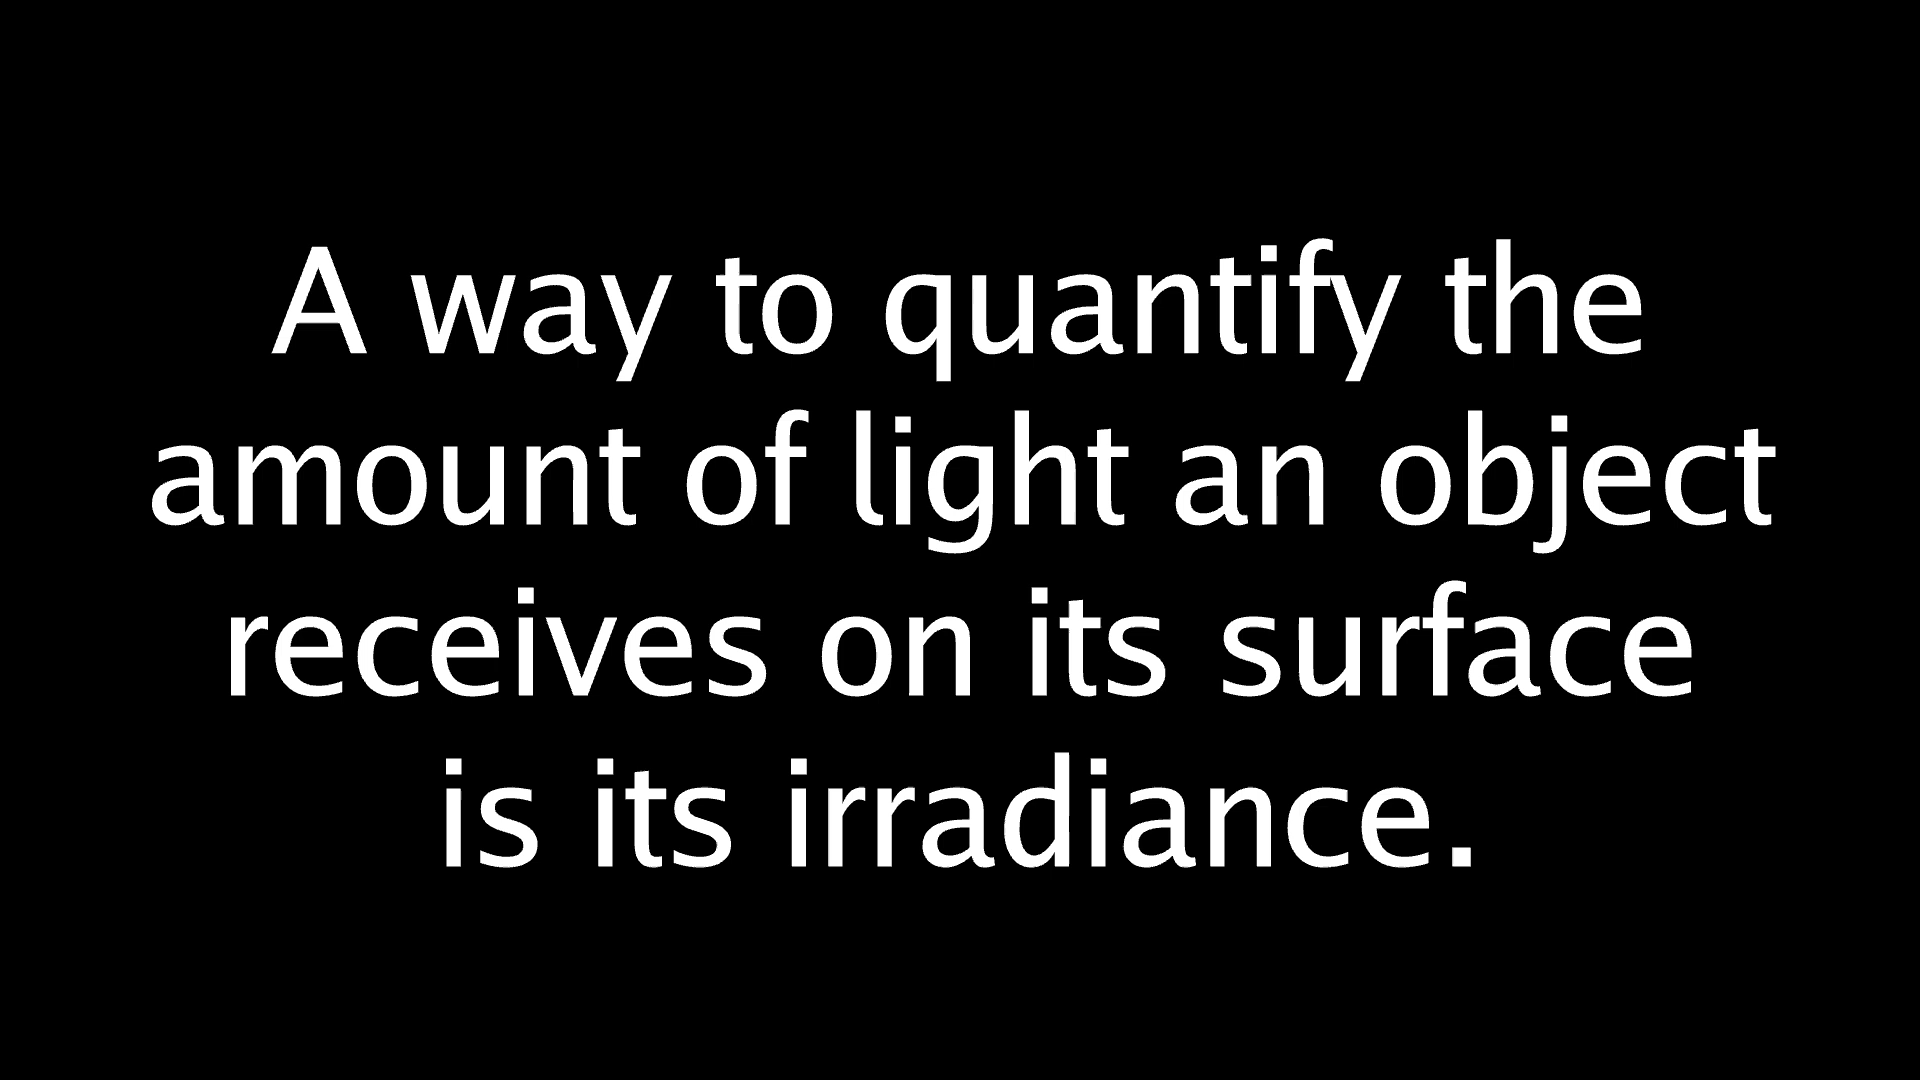 A way to quantify the
amount of light an object
receives on its surface
is its irradiance.